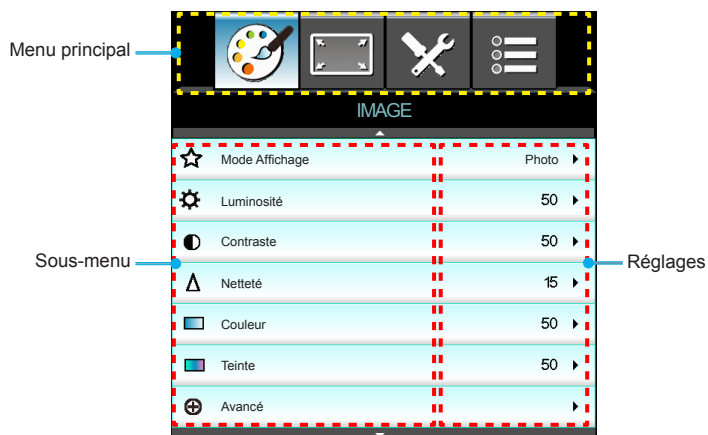 Menu principal
IMAGE
Mode Affichage Photo
Luminosité 50
Contraste 50
Sous-menu
Réglages
Netteté 15
Couleur 50
Teinte 50
Avancé